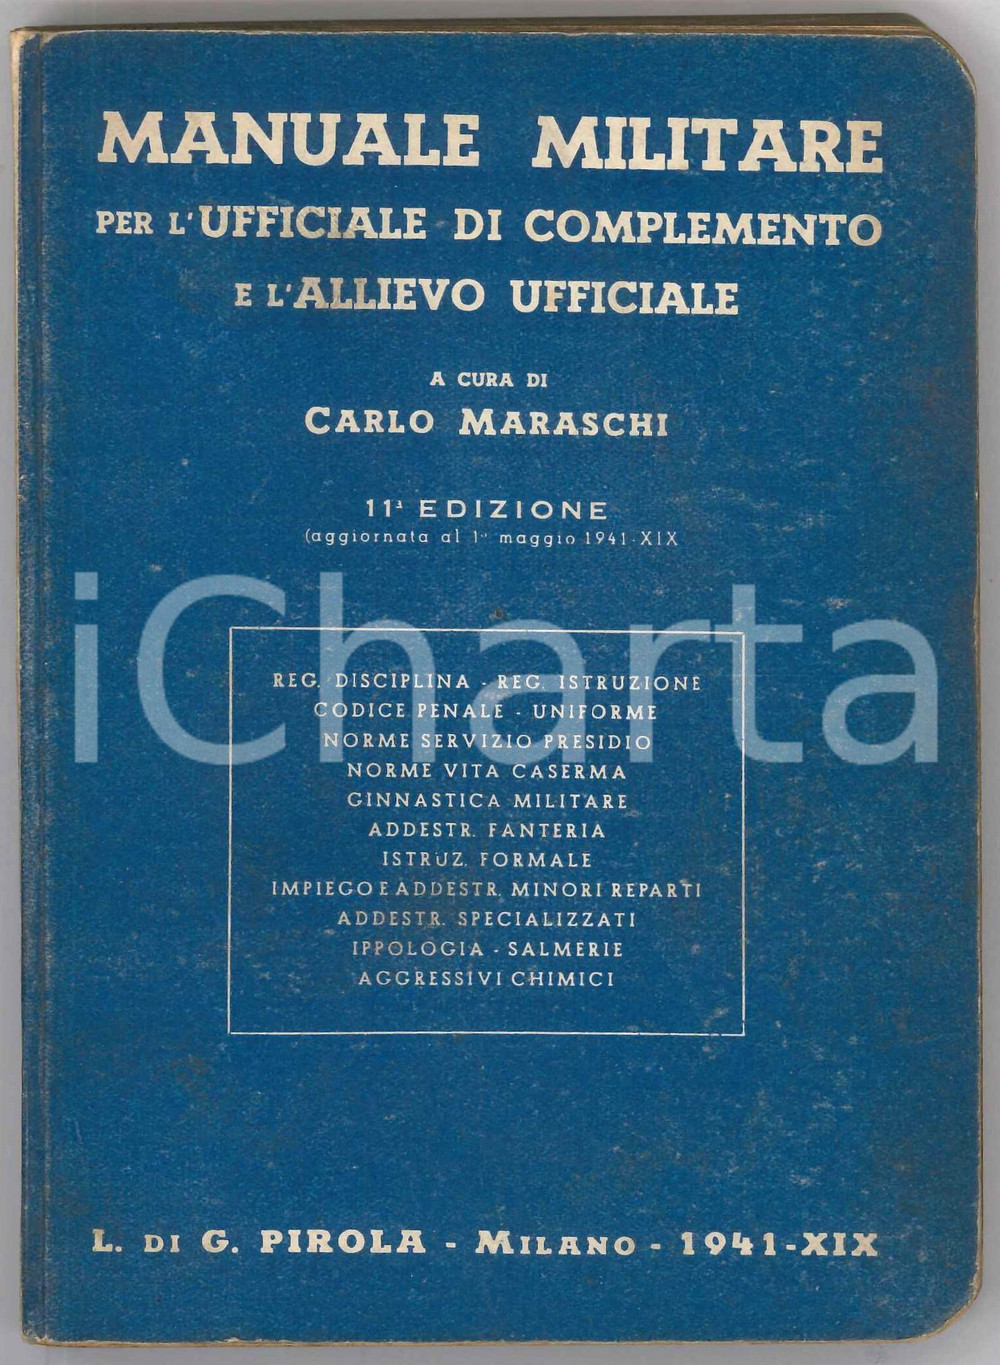 MANUALE MILITARE
PER L'UFFICIALE DI COMPLEMENTO
E L'ALLIEVO UFFICIALE
A CURA DI
CARLO MARASCHI
11ª EDIZIONE
(aggiornata al 1° maggio 1941-XIX
iCharta
REG. DISCIPLINA - REG. ISTRUZIONE
CODICE PENALE - UNIFORME
NORME SERVIZIO PRESIDIO
NORME VITA CASERMA
GINNASTICA MILITARE
ADDESTR. FANTERIA
ISTRUZ. FORMALE
IMPIEGO E ADDESTR. MINORI REPARTI
ADDESTR. SPECIALIZZATI
IPPOLOGIA - SALMERIE
AGGRESSIVI CHIMICI
L. DI G. PIROLA - MILANO - 1941-XIX